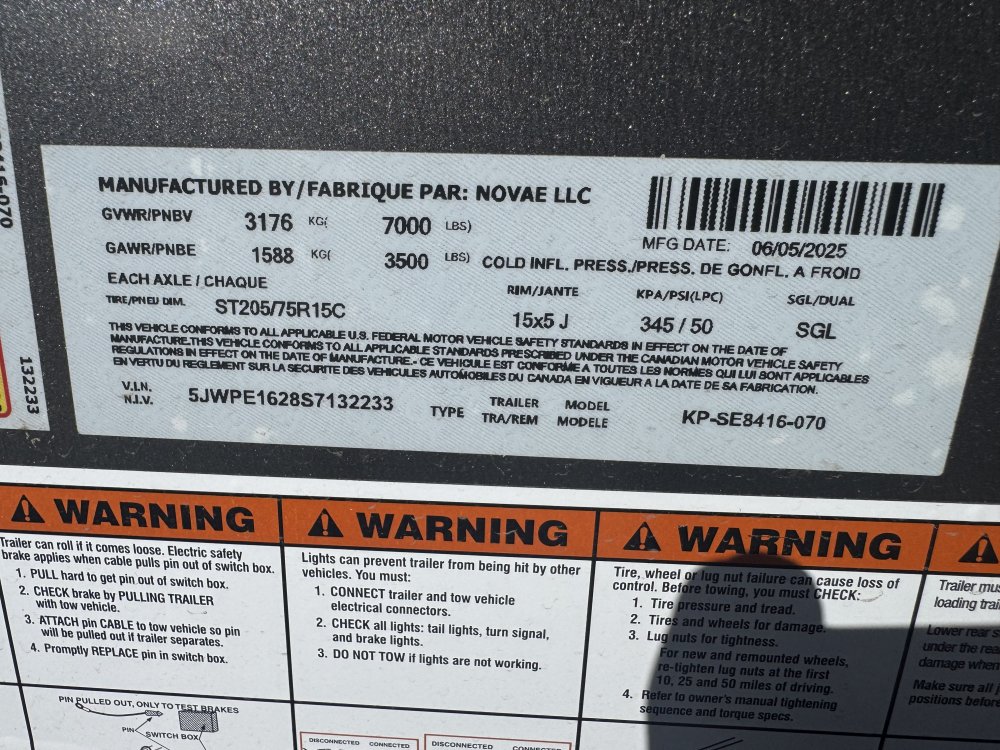 MANUFACTURED BY/FABRIQUE PAR: NOVAE LLC
GVWR/PNBV 3176 KG( 7000 LBS)
MFG DATE: 06/05/2025
GAWR/PNBE 1588 KG( 3500 LBS)
COLD INFL. PRESS./PRESS. DE GONFL. A FROID
EACH AXLE / CHAQUE
RIM/JANTE KPA/PSI(LPC) SGL/DUAL
TIRE/PNEU DIM. ST205/75R15C 15x5 J 345 / 50 SGL
THIS VEHICLE CONFORMS TO ALL APPLICABLE U.S. FEDERAL MOTOR VEHICLE SAFETY STANDARDS IN EFFECT ON THE DATE OF
MANUFACTURE.THIS VEHICLE CONFORMS TO ALL APPLICABLE STANDARDS PRESCRIBED UNDER THE CANADIAN MOTOR VEHICLE SAFETY
REGULATIONS IN EFFECT ON THE DATE OF MANUFACTURE.- CE VEHICULE EST CONFORME A TOUTES LES NORMES QUI LUI SONT APPLICABLES
EN VERTU DU REGLEMENT SUR LA SECURITE DES VEHICULES AUTOMOBILES DU CANADA EN VIGUEUR A LA DATE DE SA FABRICATION.
V.I.N.
N.I.V. 5JWPE1628S7132233
TYPE TRAILER
TRA/REM
MODEL
MODELE KP-SE8416-070
132233
WARNING
Trailer can roll if it comes loose. Electric safety
brake applies when cable pulls pin out of switch box.
1. PULL hard to get pin out of switch box.
2. CHECK brake by PULLING TRAILER
with tow vehicle.
3. ATTACH pin CABLE to tow vehicle so pin
will be pulled out if trailer separates.
4. Promptly REPLACE pin in switch box.
PIN PULLED OUT, ONLY TO TEST BRAKES
PIN
SWITCH BOX
WARNING
Lights can prevent trailer from being hit by other
vehicles. You must:
1. CONNECT trailer and tow vehicle
electrical connectors.
2. CHECK all lights: tail lights, turn signal,
and brake lights.
3. DO NOT TOW if lights are not working.
DISCONNECTED CONNECTED
DISCONNECTED CONNECTED
WARNING
Tire, wheel or lug nut failure can cause loss of
control. Before towing, you must CHECK:
1. Tire pressure and tread.
2. Tires and wheels for damage.
3. Lug nuts for tightness.
For new and remounted wheels,
re-tighten lug nuts at the first
10, 25 and 50 miles of driving.
4. Refer to owner's manual tightening
sequence and torque specs.
Trailer
loading
Lower rear
under the
damage when
Make sure all
positions before